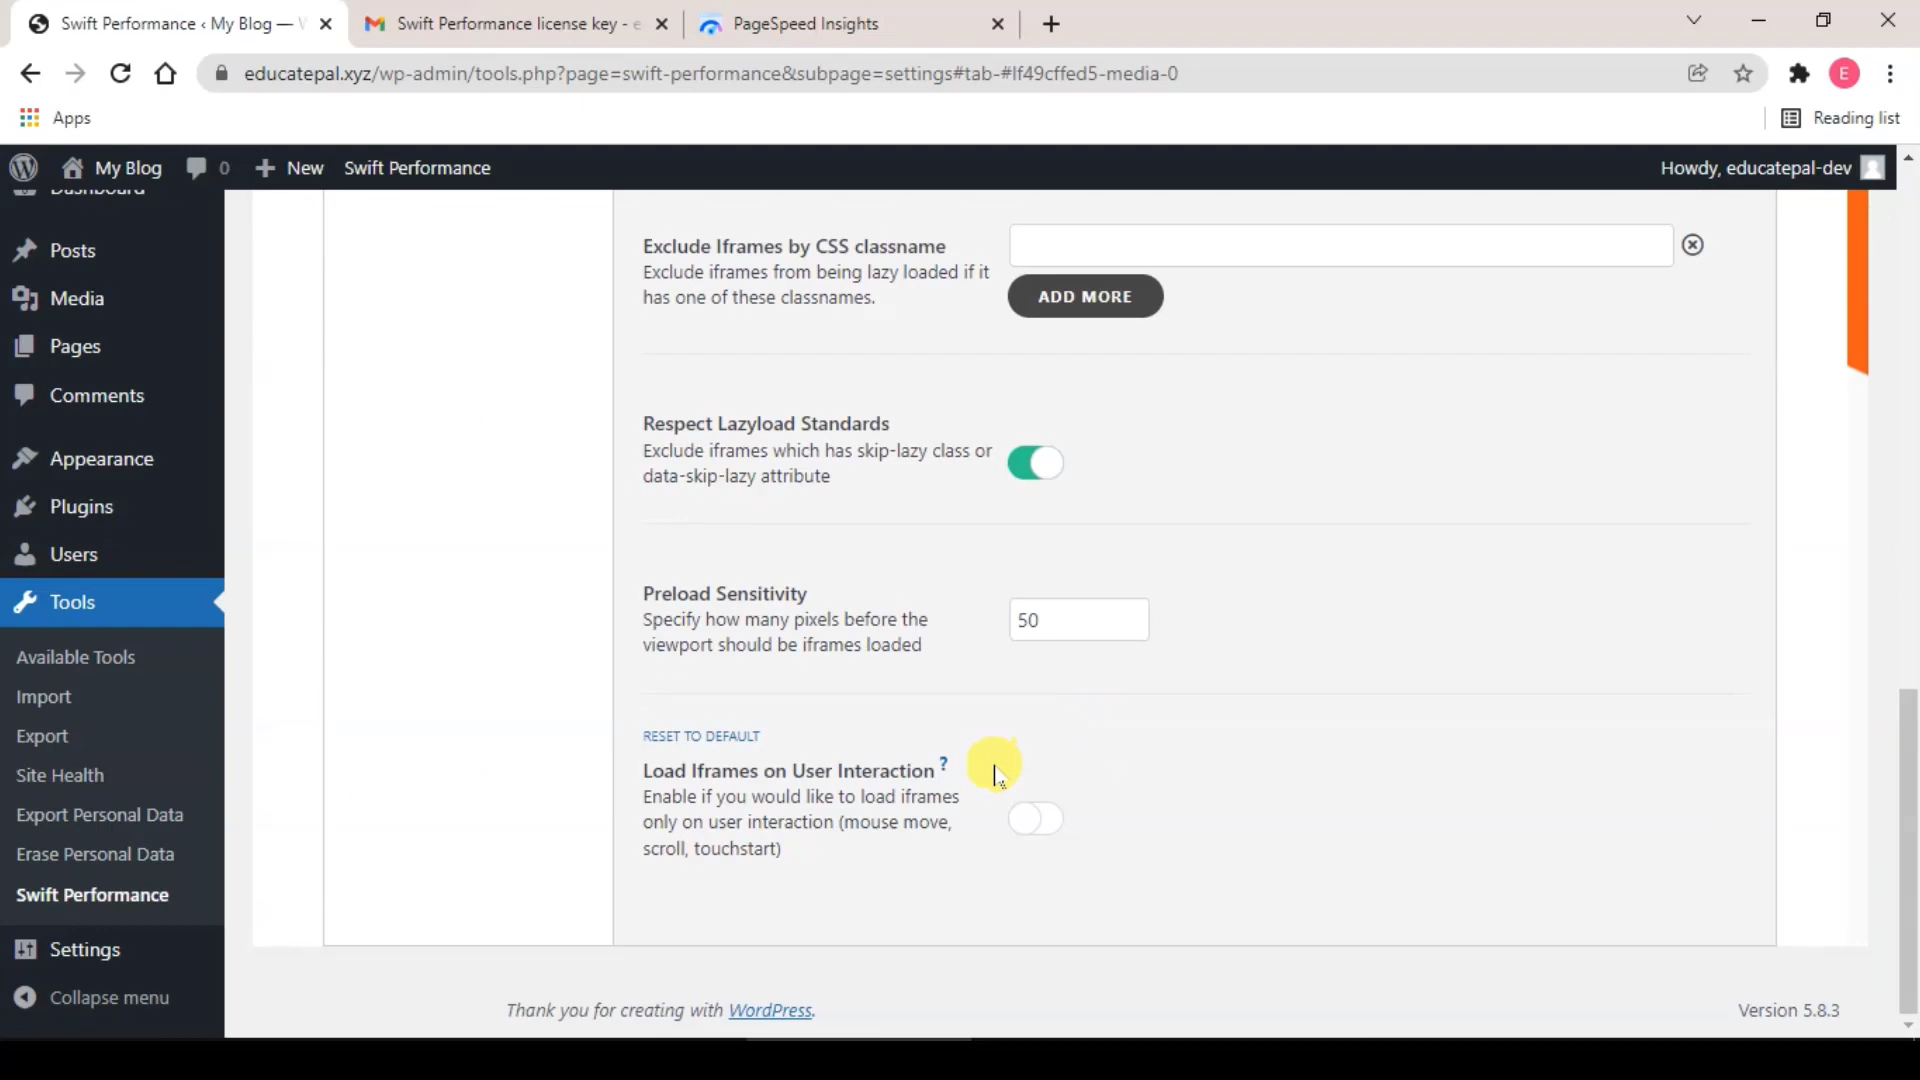 Swift Performance ‹ My Blog —
Swift Performance license key -
PageSpeed Insights
educatepal.xyz/wp-admin/tools.php?page=swift-performance&subpage=settings#tab-#lf49cffed5-media-0
E
Apps
Reading list
My Blog
0
New
Swift Performance
Howdy, educatepal-dev
Dashboard
Posts
Media
Pages
Comments
Appearance
Plugins
Users
Tools
Available Tools
Import
Export
Site Health
Export Personal Data
Erase Personal Data
Swift Performance
Settings
Collapse menu
Exclude Iframes by CSS classname
Exclude iframes from being lazy loaded if it
has one of these classnames.
ADD MORE
Respect Lazyload Standards
Exclude iframes which has skip-lazy class or
data-skip-lazy attribute
Preload Sensitivity
Specify how many pixels before the
viewport should be iframes loaded
50
RESET TO DEFAULT
Load Iframes on User Interaction ?
Enable if you would like to load iframes
only on user interaction (mouse move,
scroll, touchstart)
Thank you for creating with WordPress.
Version 5.8.3